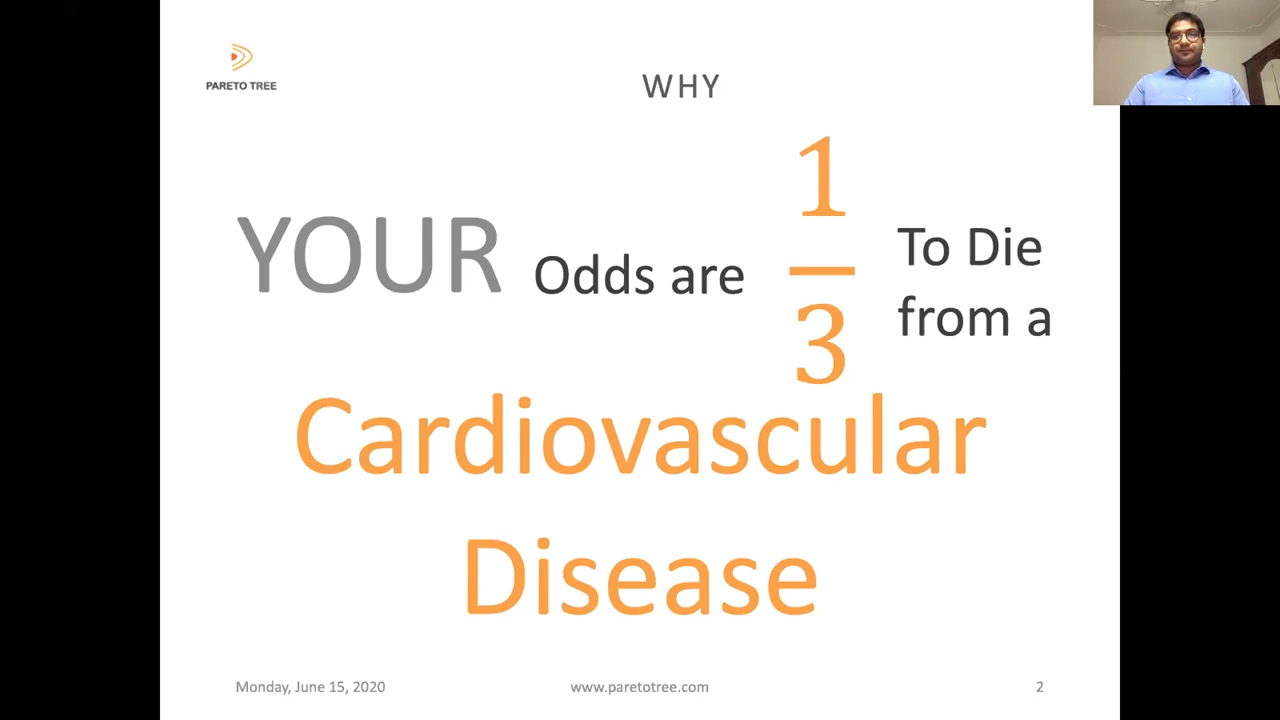 PARETO TREE
WHY
YOUR Odds are 1/3 To Die
from a
Cardiovascular
Disease
Monday, June 15, 2020 www.paretotree.com 2